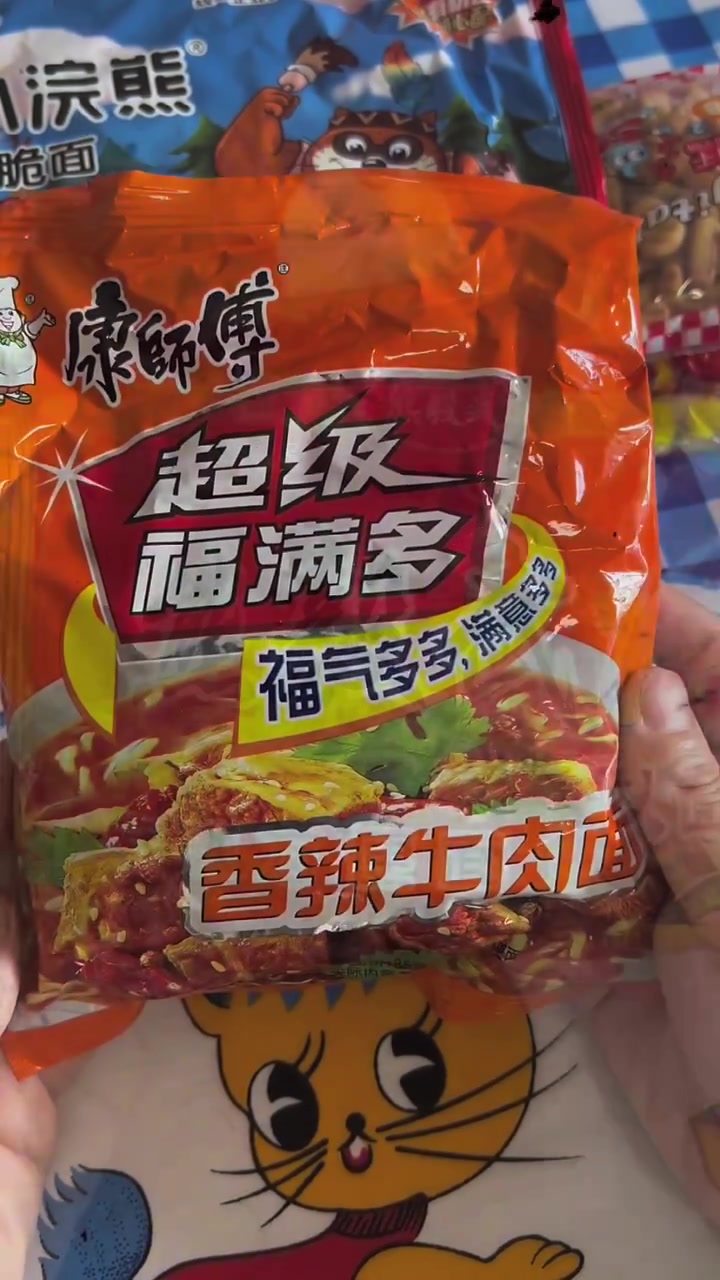 小浣熊
脆面
康師傅
超级
福满多
福气多多,满意多多
香辣牛肉面